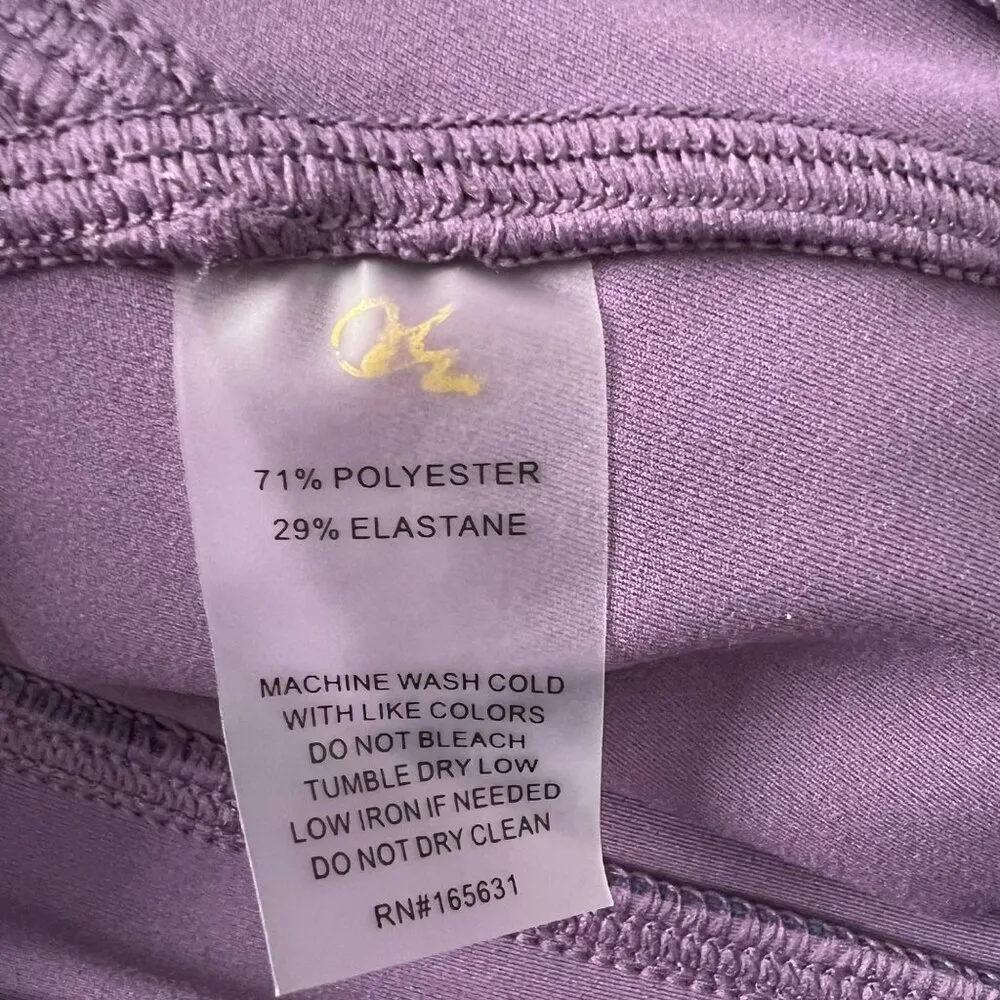 71% POLYESTER
29% ELASTANE
MACHINE WASH COLD
WITH LIKE COLORS
DO NOT BLEACH
TUMBLE DRY LOW
LOW IRON IF NEEDED
DO NOT DRY CLEAN
RN#165631